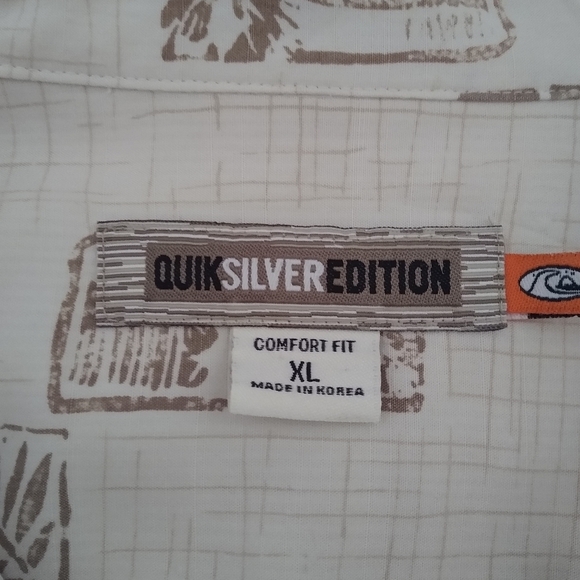 QUIKSILVEREDITION
COMFORT FIT
XL
MADE IN KOREA